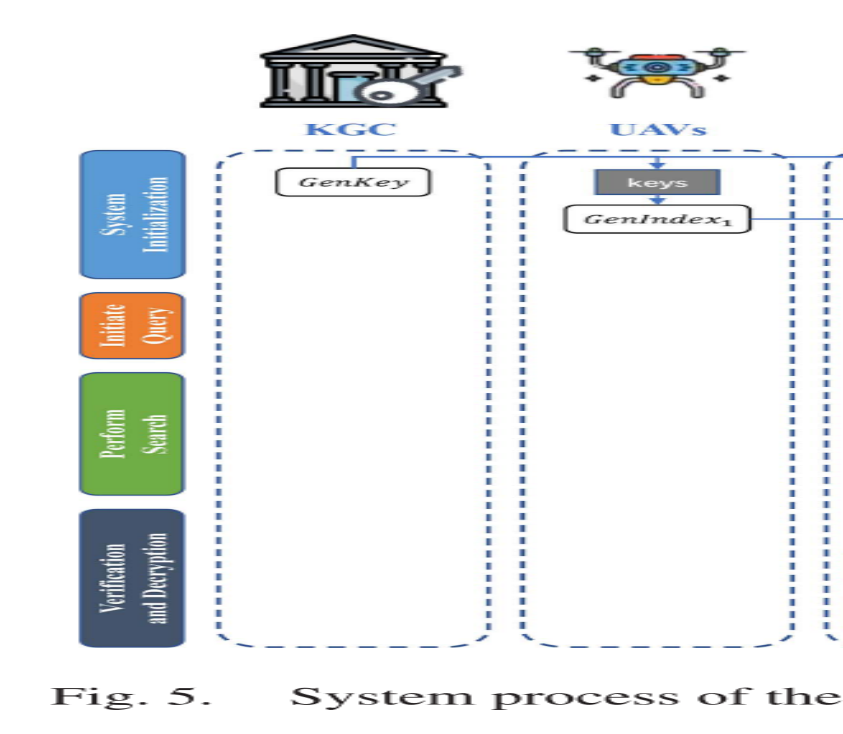 KGC UAVs
System
Initialization
GenKey
keys
GenIndex₁
Initiate
Query
Perform
Search
Verification
and Decryption
Fig. 5. System process of the